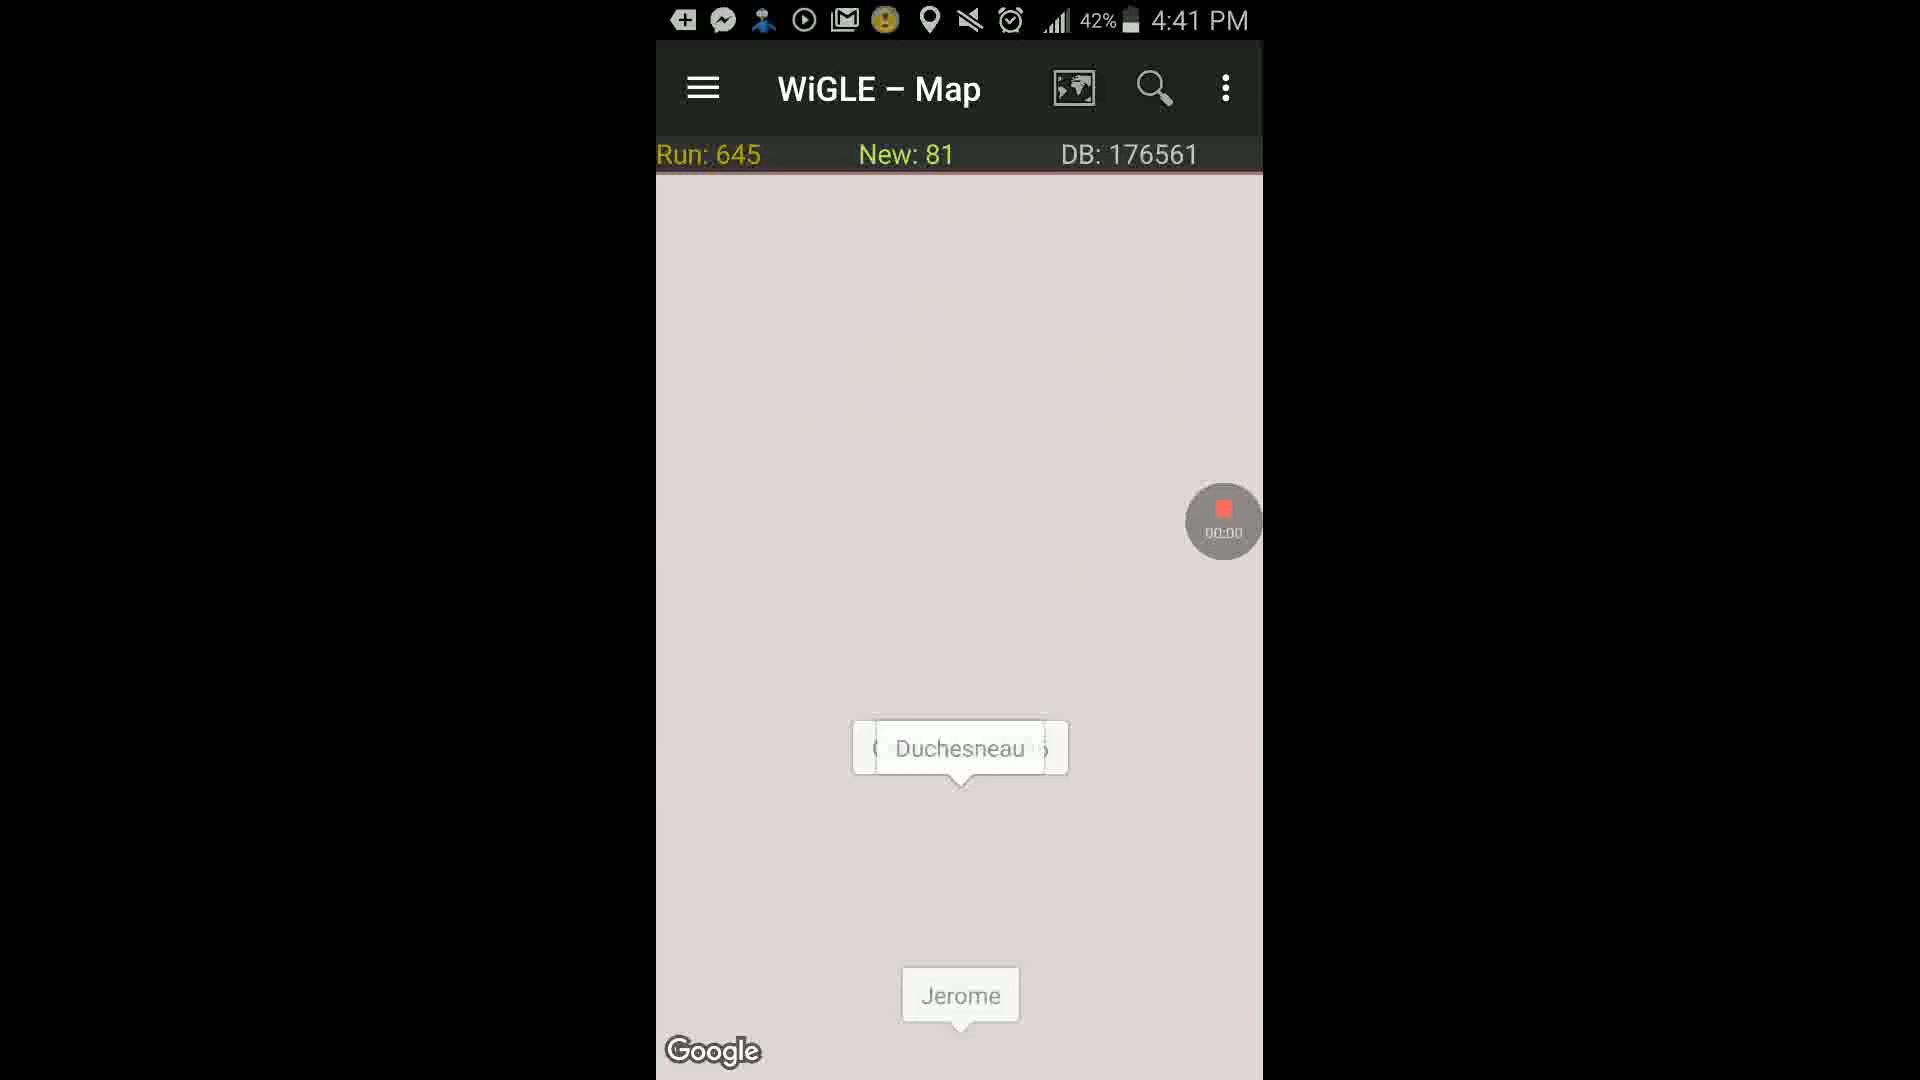 42% 4:41 PM
WiGLE – Map
Run: 645 New: 81 DB: 176561
00:00
Duchesneau
Jerome
Google